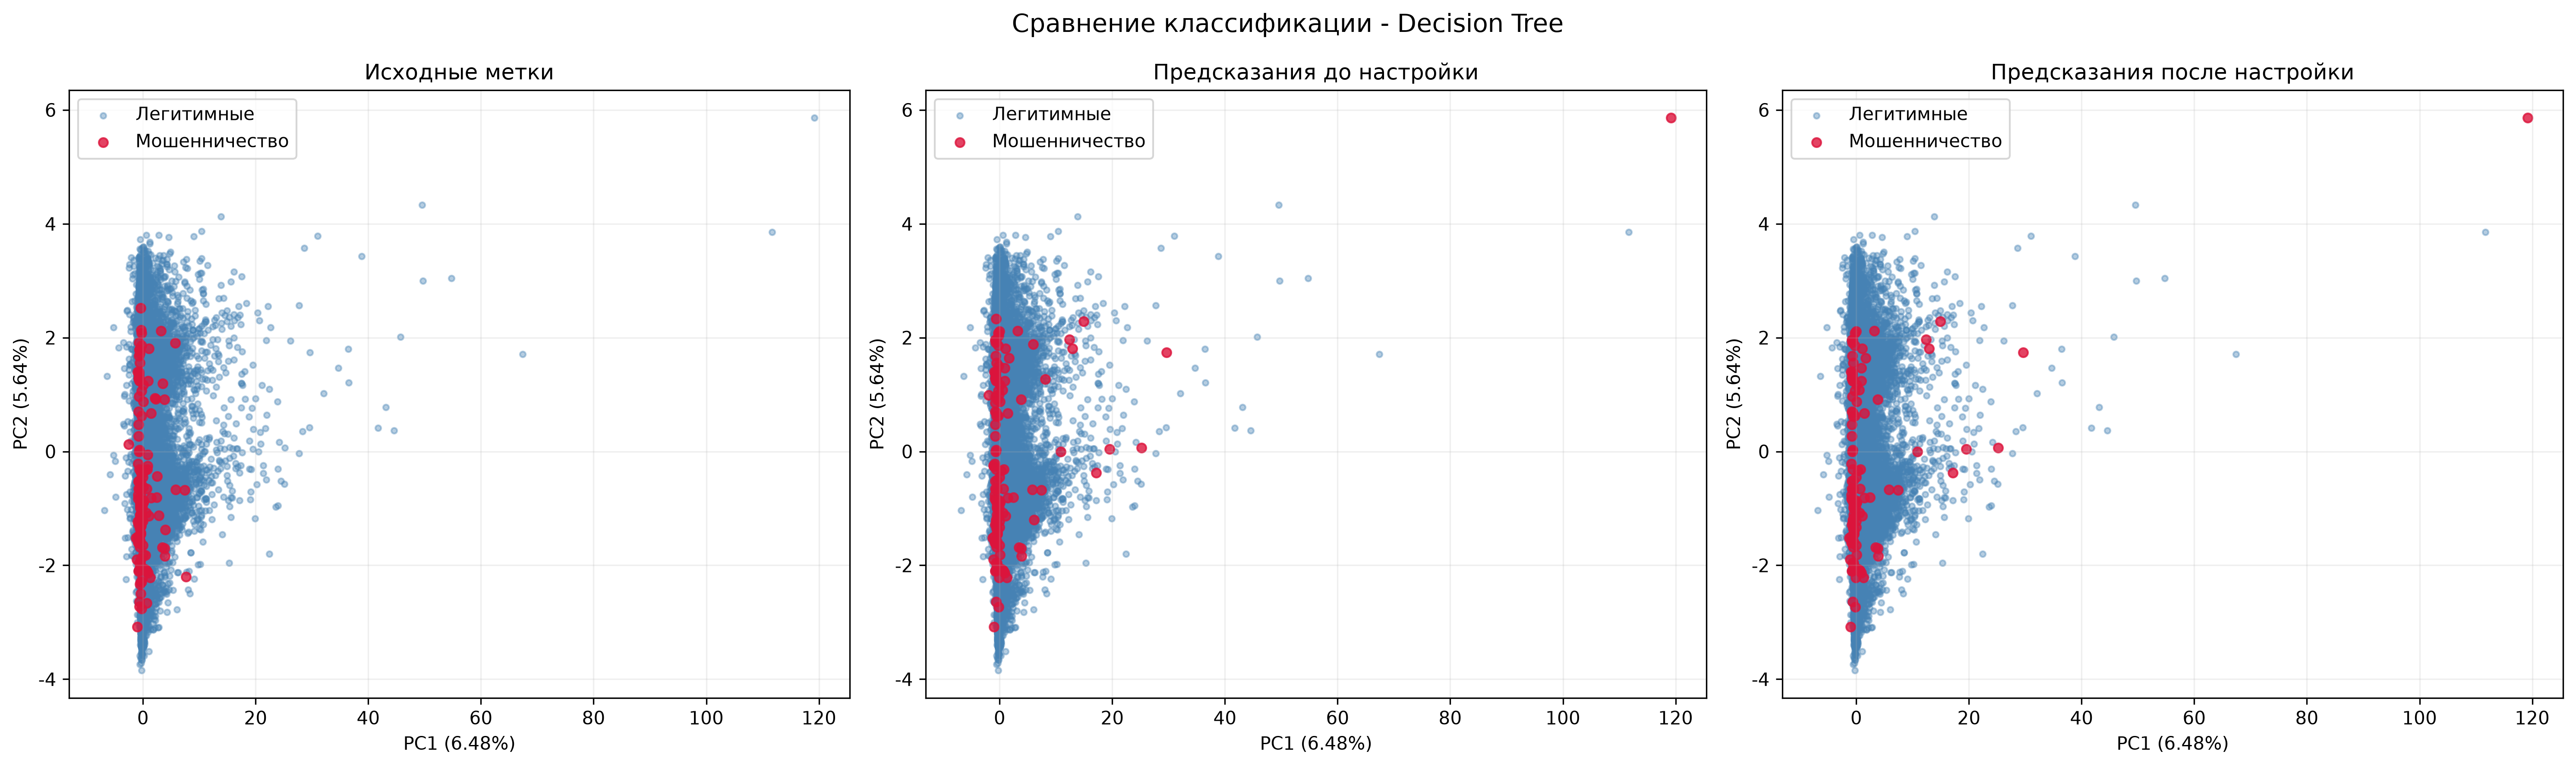 Сравнение классификации - Decision Tree
Исходные метки
Легитимные
Мошенничество
6
4
2
0
-2
-4
PC2 (5.64%)
0
20
40
60
80
100
120
PC1 (6.48%)
Предсказания до настройки
Легитимные
Мошенничество
6
4
2
0
-2
-4
PC2 (5.64%)
0
20
40
60
80
100
120
PC1 (6.48%)
Предсказания после настройки
Легитимные
Мошенничество
6
4
2
0
-2
-4
PC2 (5.64%)
0
20
40
60
80
100
120
PC1 (6.48%)